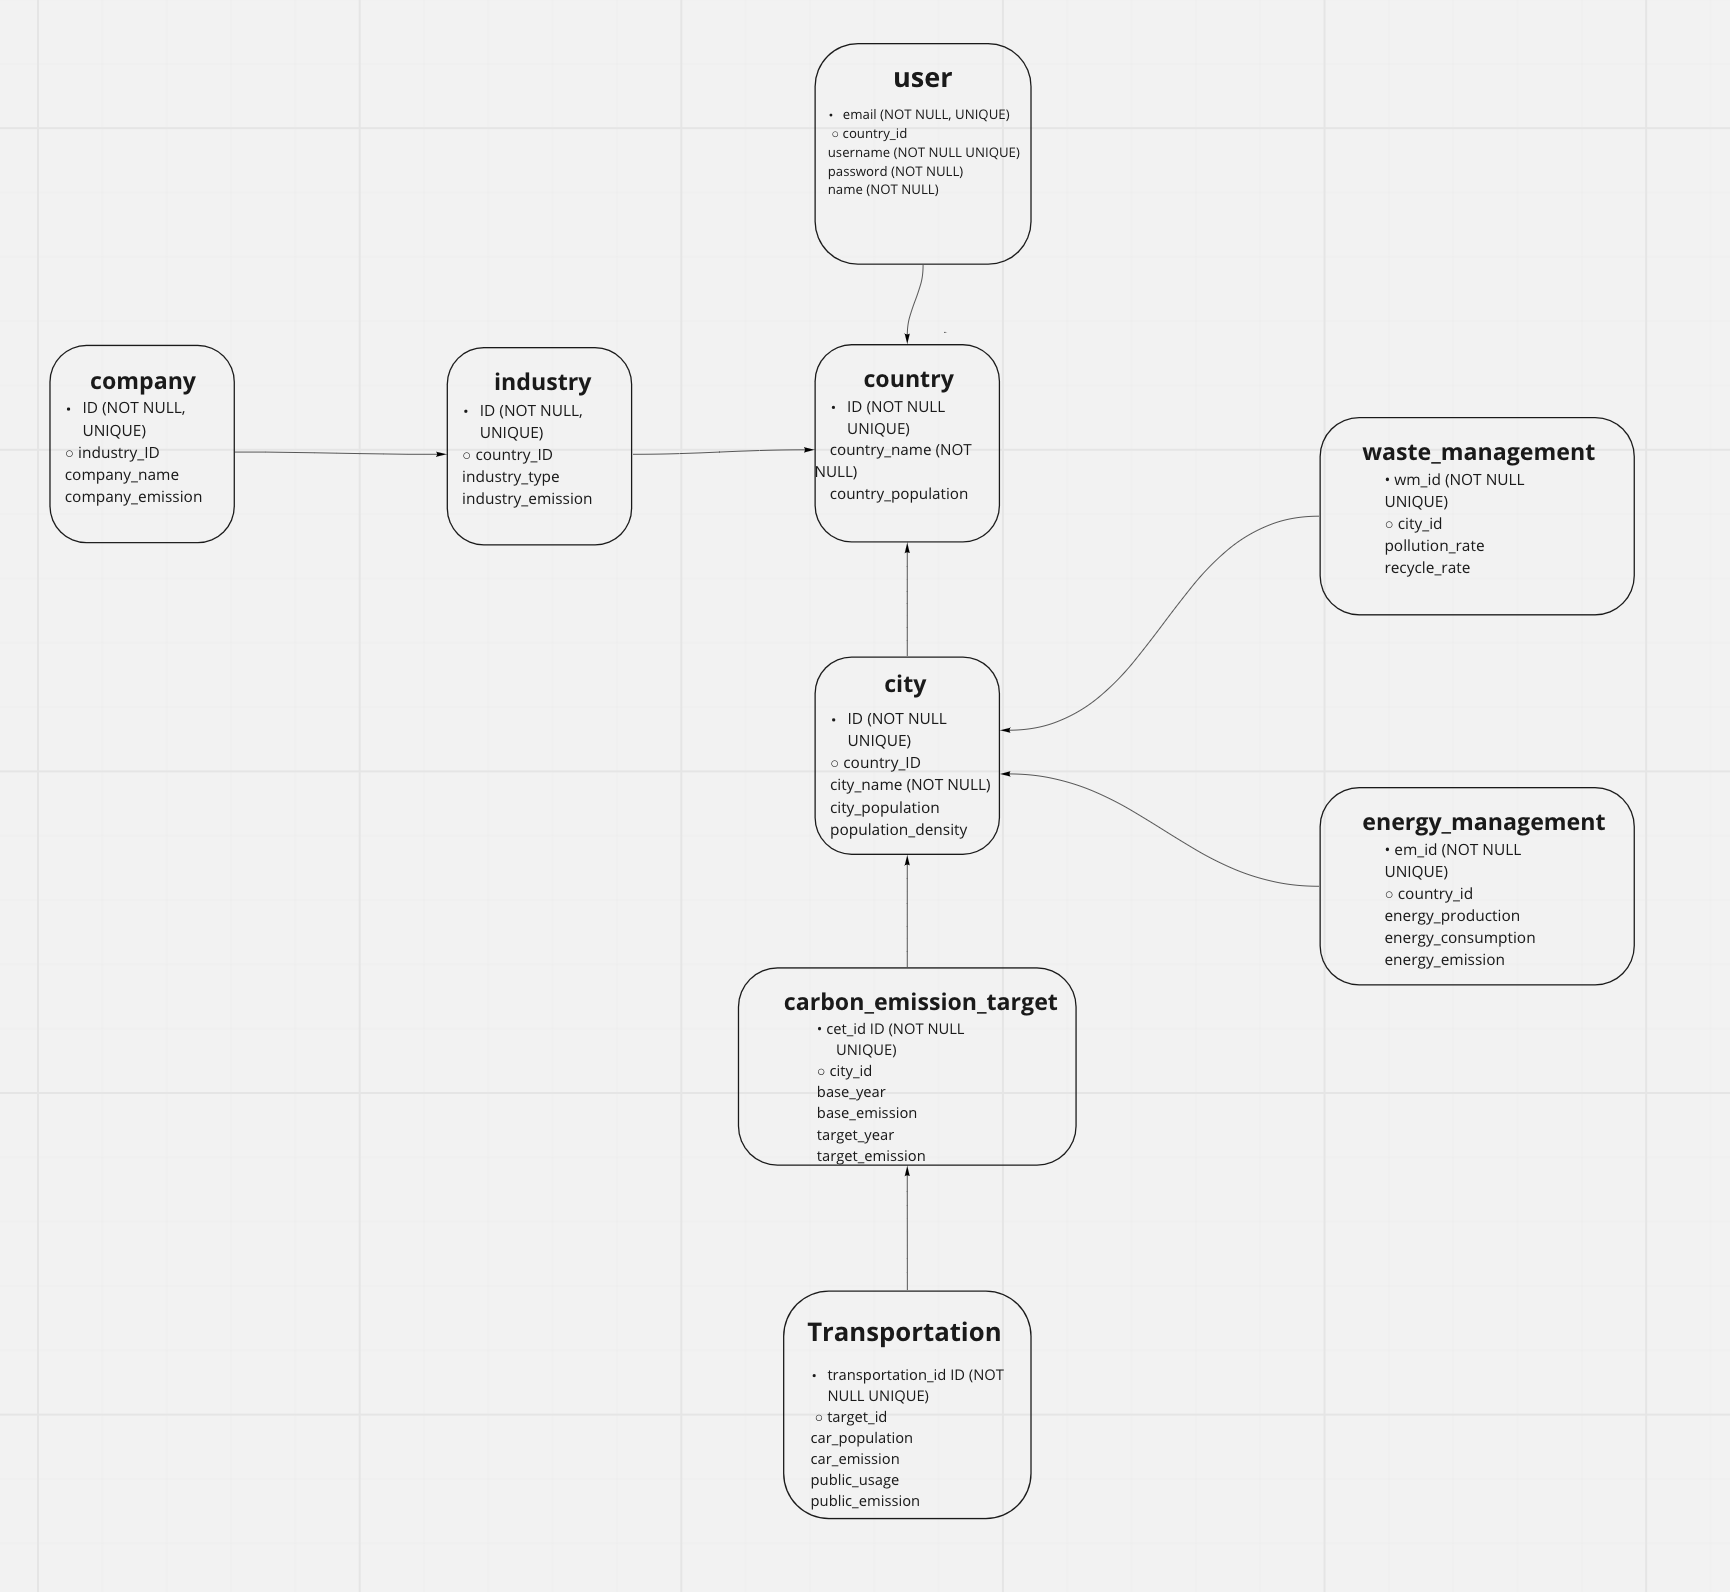 user
• email (NOT NULL, UNIQUE)
○ country_id
username (NOT NULL UNIQUE)
password (NOT NULL)
name (NOT NULL)
company
• ID (NOT NULL,
UNIQUE)
○ industry_ID
company_name
company_emission
industry
• ID (NOT NULL,
UNIQUE)
○ country_ID
industry_type
industry_emission
country
• ID (NOT NULL
UNIQUE)
country_name (NOT
NULL)
country_population
waste_management
• wm_id (NOT NULL
UNIQUE)
○ city_id
pollution_rate
recycle_rate
city
• ID (NOT NULL
UNIQUE)
○ country_ID
city_name (NOT NULL)
city_population
population_density
energy_management
• em_id (NOT NULL
UNIQUE)
○ country_id
energy_production
energy_consumption
energy_emission
carbon_emission_target
• cet_id ID (NOT NULL
UNIQUE)
○ city_id
base_year
base_emission
target_year
target_emission
Transportation
• transportation_id ID (NOT
NULL UNIQUE)
○ target_id
car_population
car_emission
public_usage
public_emission